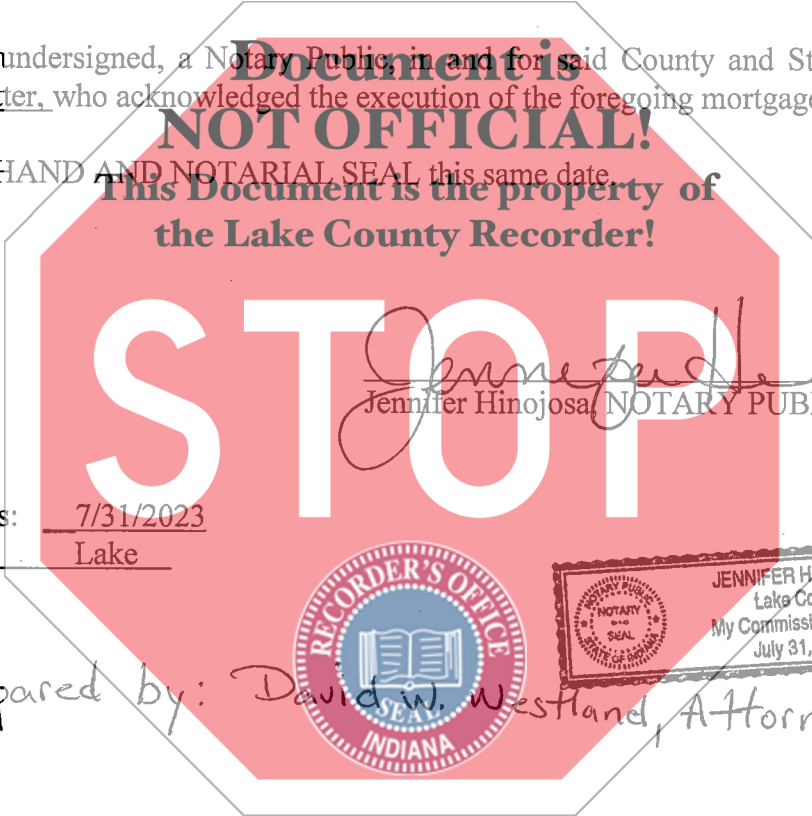 undersigned, a Notary Public, in and for said County and St
ter, who acknowledged the execution of the foregoing mortgage
HAND AND NOTARIAL SEAL this same date.
Document is
NOT OFFICIAL!
This Document is the property of
the Lake County Recorder!
STOP
Jennifer Hinojosa, NOTARY PUB
s: 7/31/2023
Lake
RECORDER'S OFFICE
SEAL
INDIANA
NOTARY PUBLIC
NOTARY
SEAL
STATE OF INDIANA
JENNIFER H
Lake Co
My Commiss
July 31,
pared by: David W. Westland, Attorn